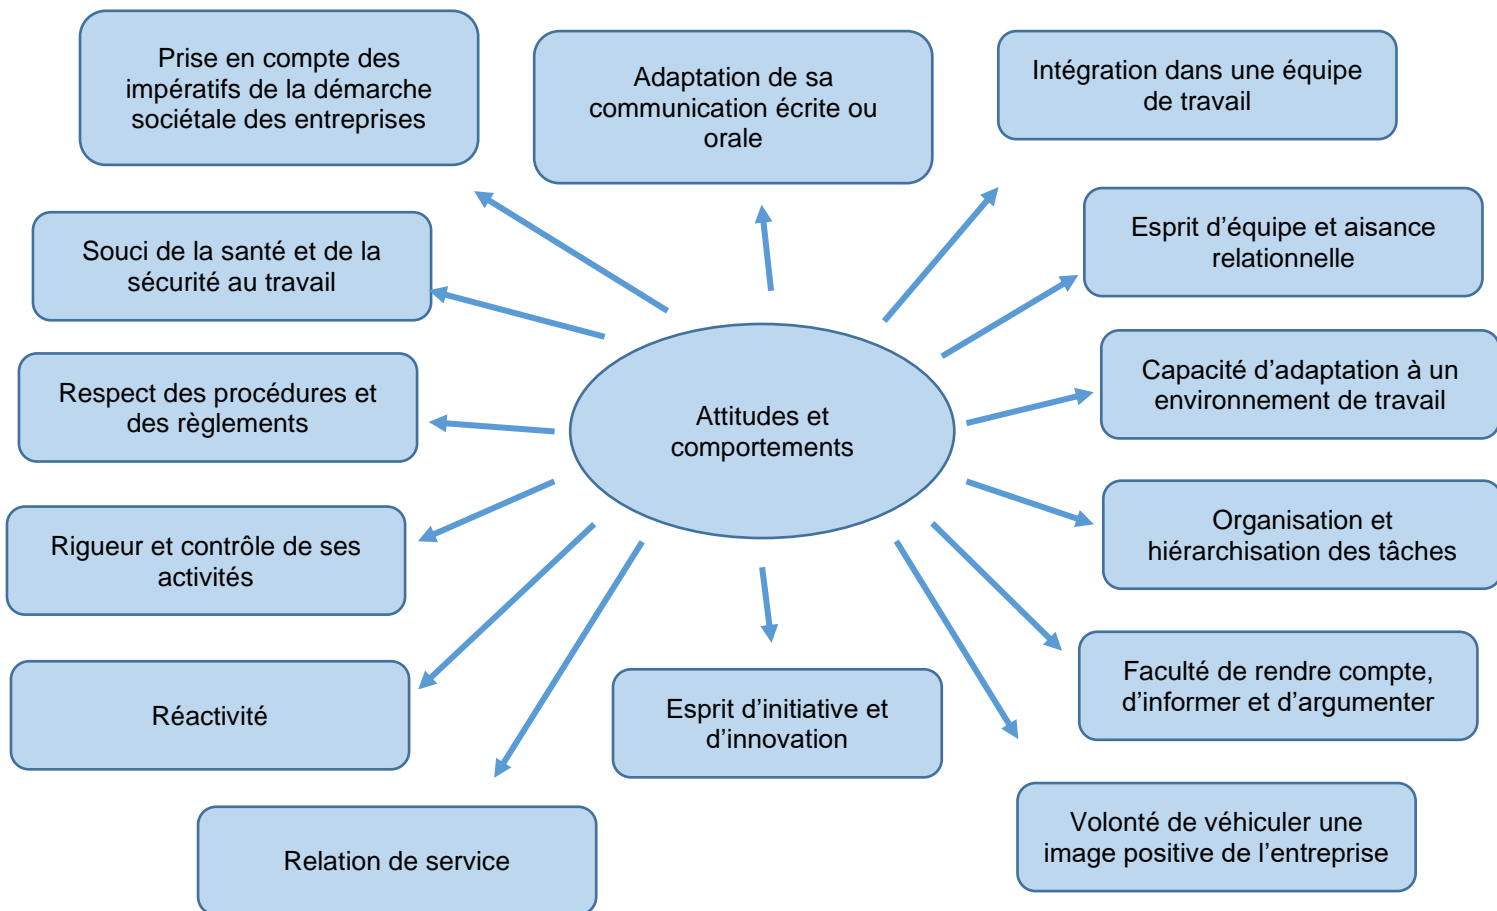 Prise en compte des
impératifs de la démarche
sociétale des entreprises
Adaptation de sa
communication écrite ou
orale
Intégration dans une équipe
de travail
Souci de la santé et de la
sécurité au travail
Esprit d’équipe et aisance
relationnelle
Respect des procédures et
des règlements
Attitudes et
comportements
Capacité d’adaptation à un
environnement de travail
Rigueur et contrôle de ses
activités
Organisation et
hiérarchisation des tâches
Réactivité
Esprit d’initiative et
d’innovation
Faculté de rendre compte,
d’informer et d’argumenter
Relation de service
Volonté de véhiculer une
image positive de l’entreprise